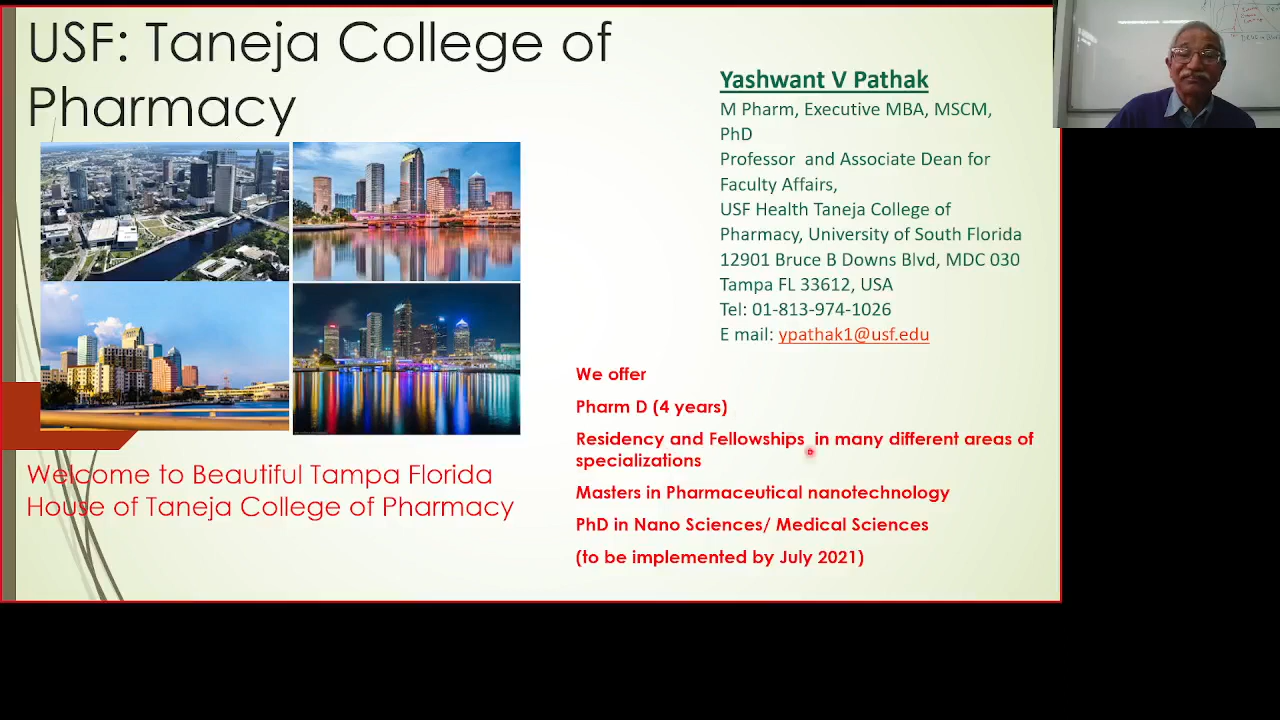 USF: Taneja College of
Pharmacy
Yashwant V Pathak
M Pharm, Executive MBA, MSCM,
PhD
Professor and Associate Dean for
Faculty Affairs,
USF Health Taneja College of
Pharmacy, University of South Florida
12901 Bruce B Downs Blvd, MDC 030
Tampa FL 33612, USA
Tel: 01-813-974-1026
E mail: ypathak1@usf.edu
We offer
Pharm D (4 years)
Residency and Fellowships in many different areas of
specializations
Masters in Pharmaceutical nanotechnology
PhD in Nano Sciences/ Medical Sciences
(to be implemented by July 2021)
Welcome to Beautiful Tampa Florida
House of Taneja College of Pharmacy